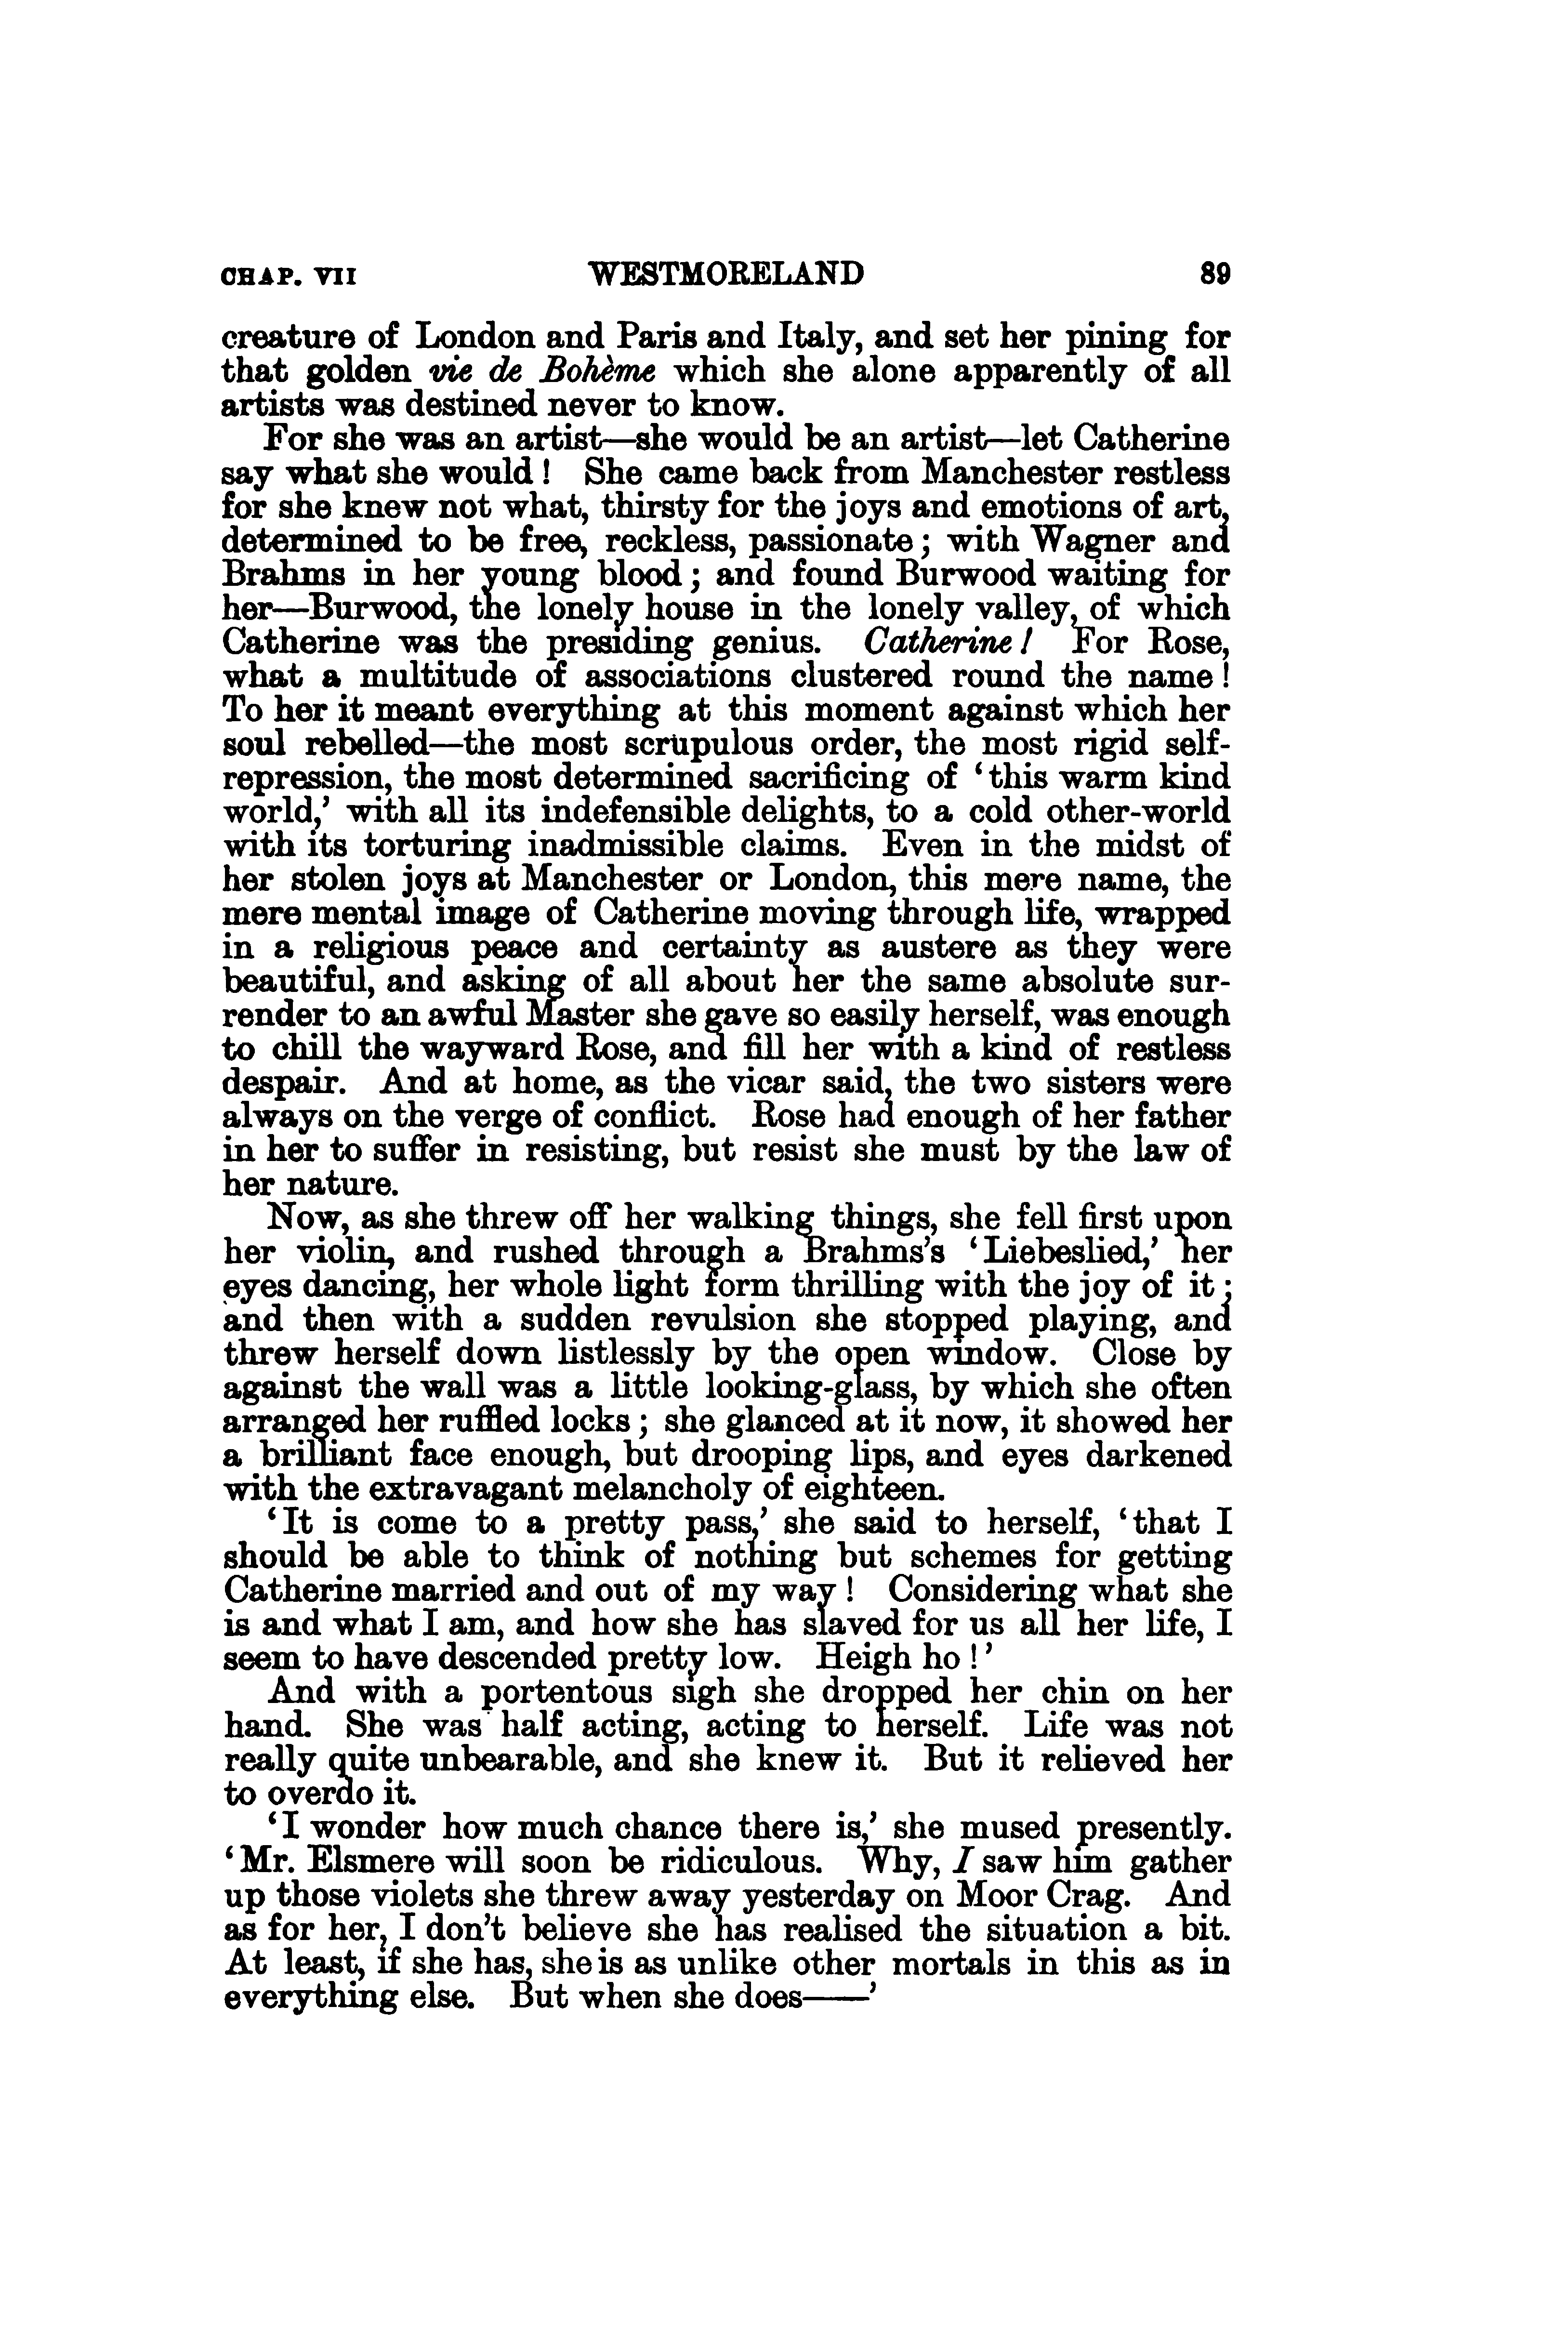 CHAP. VII WESTMORELAND 89
creature of London and Paris and Italy, and set her pining for
that golden vie de Bohème which she alone apparently of all
artists was destined never to know.
For she was an artist—she would be an artist—let Catherine
say what she would! She came back from Manchester restless
for she knew not what, thirsty for the joys and emotions of art,
determined to be free, reckless, passionate; with Wagner and
Brahms in her young blood; and found Burwood waiting for
her—Burwood, the lonely house in the lonely valley, of which
Catherine was the presiding genius. Catherine! For Rose,
what a multitude of associations clustered round the name!
To her it meant everything at this moment against which her
soul rebelled—the most scrupulous order, the most rigid self-
repression, the most determined sacrificing of ‘this warm kind
world,’ with all its indefensible delights, to a cold other-world
with its torturing inadmissible claims. Even in the midst of
her stolen joys at Manchester or London, this mere name, the
mere mental image of Catherine moving through life, wrapped
in a religious peace and certainty as austere as they were
beautiful, and asking of all about her the same absolute sur-
render to an awful Master she gave so easily herself, was enough
to chill the wayward Rose, and fill her with a kind of restless
despair. And at home, as the vicar said, the two sisters were
always on the verge of conflict. Rose had enough of her father
in her to suffer in resisting, but resist she must by the law of
her nature.
Now, as she threw off her walking things, she fell first upon
her violin, and rushed through a Brahms’s ‘Liebeslied,’ her
eyes dancing, her whole light form thrilling with the joy of it;
and then with a sudden revulsion she stopped playing, and
threw herself down listlessly by the open window. Close by
against the wall was a little looking-glass, by which she often
arranged her ruffled locks; she glanced at it now, it showed her
a brilliant face enough, but drooping lips, and eyes darkened
with the extravagant melancholy of eighteen.
‘It is come to a pretty pass,’ she said to herself, ‘that I
should be able to think of nothing but schemes for getting
Catherine married and out of my way! Considering what she
is and what I am, and how she has slaved for us all her life, I
seem to have descended pretty low. Heigh ho!’
And with a portentous sigh she dropped her chin on her
hand. She was half acting, acting to herself. Life was not
really quite unbearable, and she knew it. But it relieved her
to overdo it.
‘I wonder how much chance there is,’ she mused presently.
‘Mr. Elsmere will soon be ridiculous. Why, I saw him gather
up those violets she threw away yesterday on Moor Crag. And
as for her, I don’t believe she has realised the situation a bit.
At least, if she has, she is as unlike other mortals in this as in
everything else. But when she does——’